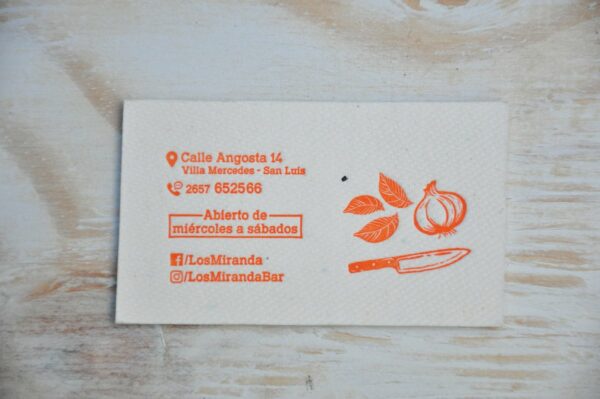 Calle Angosta 14
Villa Mercedes - San Luis
2657 652566
Abierto de
miércoles a sábados
/LosMiranda
/LosMirandaBar